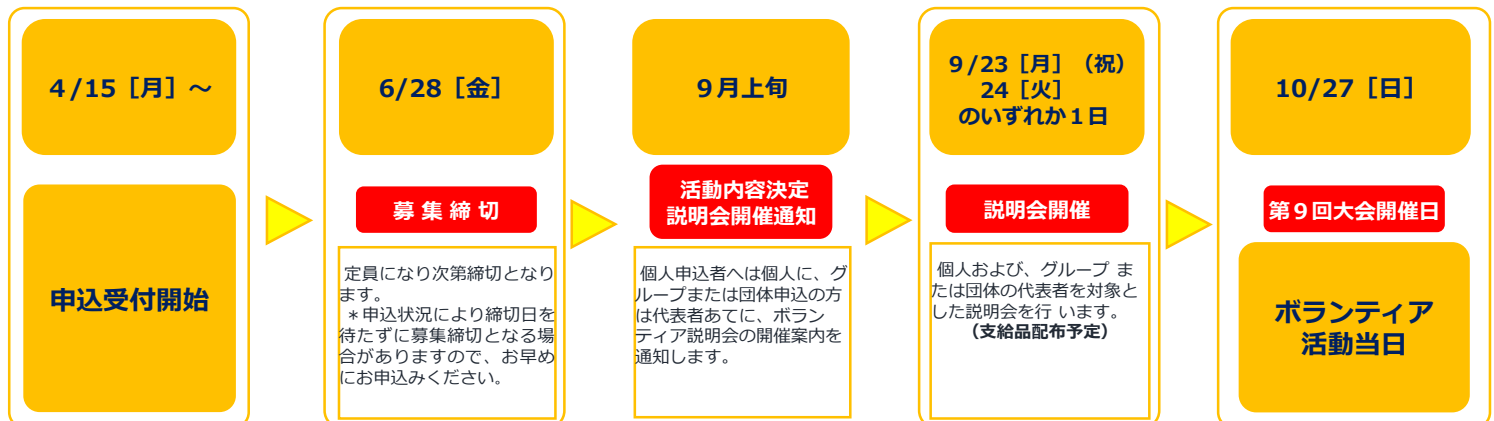 4/15［月］～
申込受付開始
6/28［金］
募 集 締 切
定員になり次第締切となり
ます。
＊申込状況により締切日を
待たずに募集締切となる場
合がありますので、お早め
にお申込みください。
９月上旬
活動内容決定
説明会開催通知
個人申込者へは個人に、グ
ループまたは団体申込の方
は代表者あてに、ボラン
ティア説明会の開催案内を
通知します。
９/23［月］（祝）
24［火］
のいずれか１日
説明会開催
個人および、グループ ま
たは団体の代表者を対象と
した説明会を行 います。
（支給品配布予定）
10/27［日］
第９回大会開催日
ボランティア
活動当日